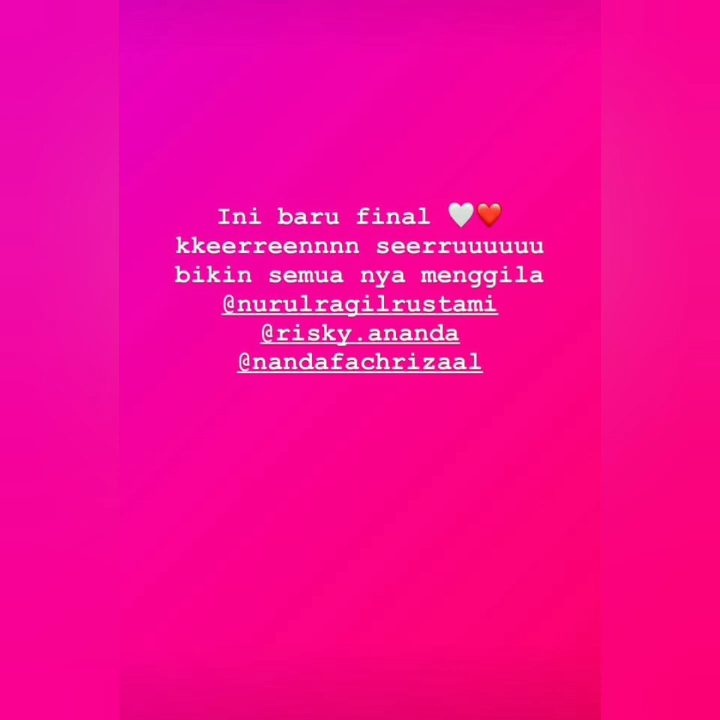 Ini baru final 🤍❤️
kkeerreennnn seerruuuuuu
bikin semua nya menggila
@nurulragilrustami
@risky.ananda
@nandafachrizaal